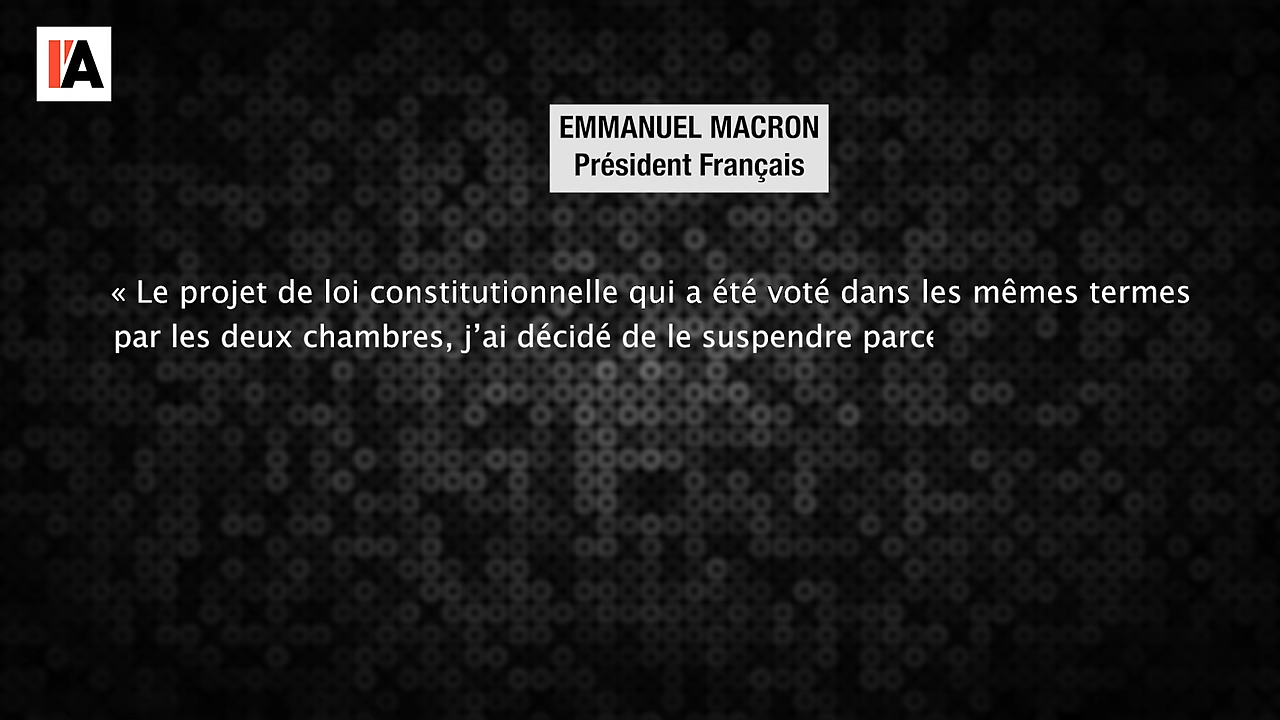 l'A
EMMANUEL MACRON
Président Français
« Le projet de loi constitutionnelle qui a été voté dans les mêmes termes
par les deux chambres, j’ai décidé de le suspendre parce